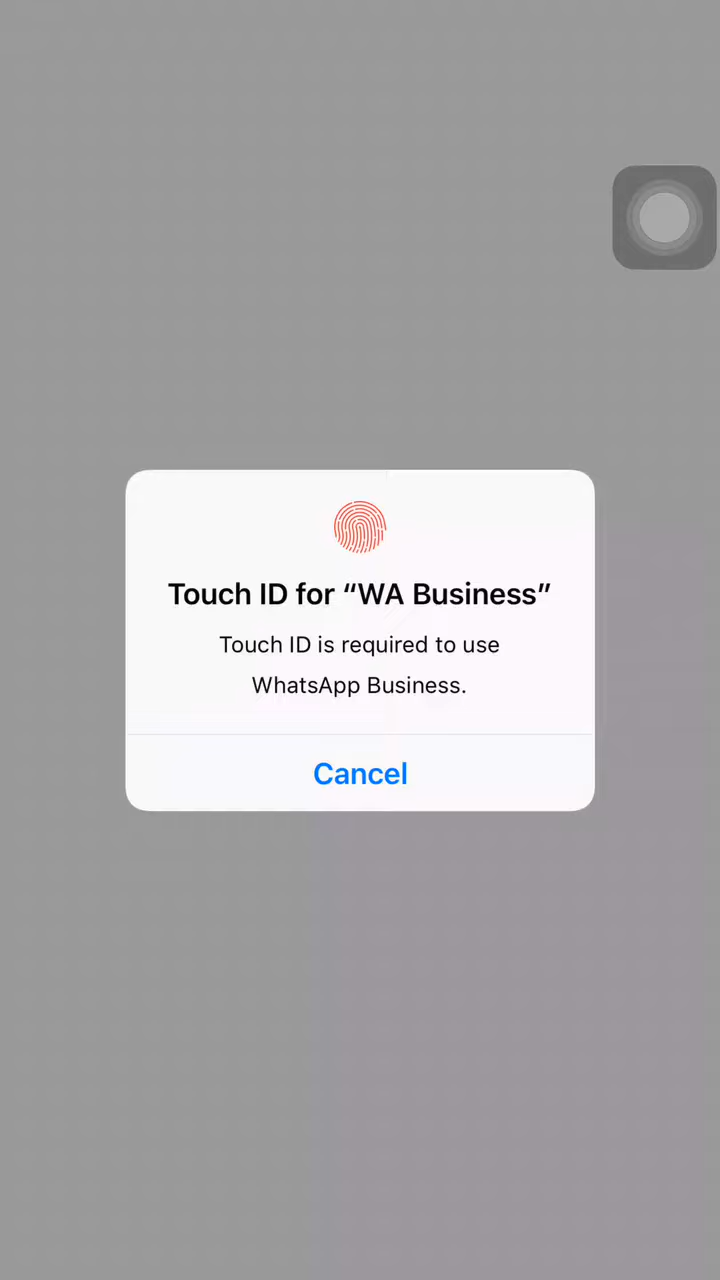 Touch ID for “WA Business”
Touch ID is required to use
WhatsApp Business.
Cancel